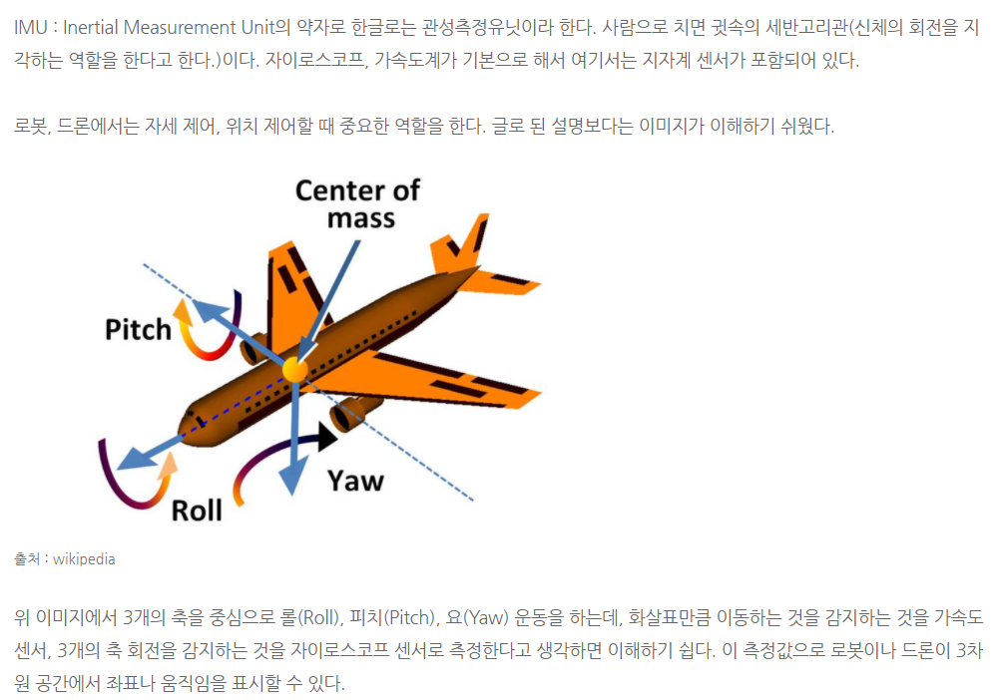 IMU : Inertial Measurement Unit의 약자로 한글로는 관성측정유닛이라 한다. 사람으로 치면 귓속의 세반고리관(신체의 회전을 지
각하는 역할을 한다고 한다.)이다. 자이로스코프, 가속도계가 기본으로 해서 여기서는 지자계 센서가 포함되어 있다.
로봇, 드론에서는 자세 제어, 위치 제어할 때 중요한 역할을 한다. 글로 된 설명보다는 이미지가 이해하기 쉬웠다.
Center of
mass
Pitch
Yaw
Roll
출처 : wikipedia
위 이미지에서 3개의 축을 중심으로 롤(Roll), 피치(Pitch), 요(Yaw) 운동을 하는데, 화살표만큼 이동하는 것을 감지하는 것을 가속도
센서, 3개의 축 회전을 감지하는 것을 자이로스코프 센서로 측정한다고 생각하면 이해하기 쉽다. 이 측정값으로 로봇이나 드론이 3차
원 공간에서 좌표나 움직임을 표시할 수 있다.